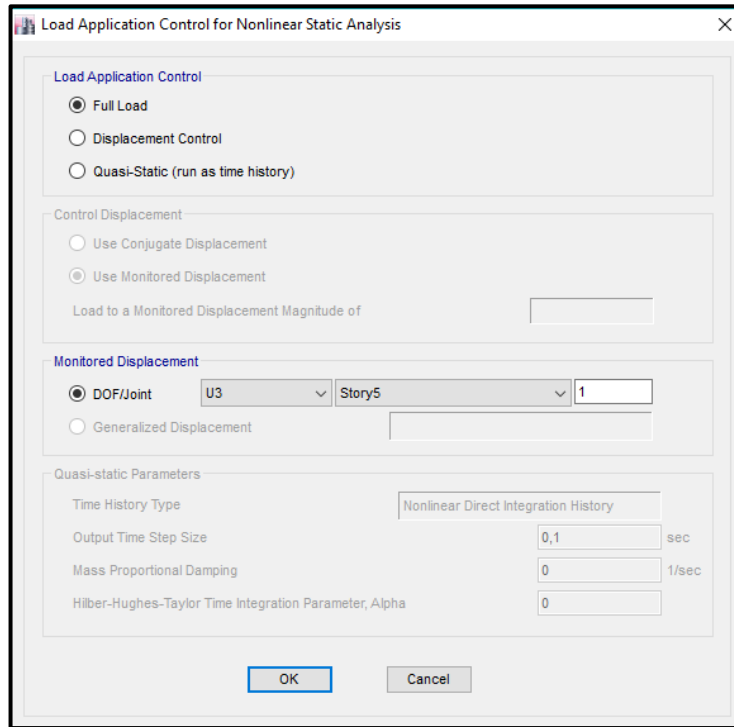 Load Application Control for Nonlinear Static Analysis
Load Application Control
Full Load
Displacement Control
Quasi-Static (run as time history)
Control Displacement
Use Conjugate Displacement
Use Monitored Displacement
Load to a Monitored Displacement Magnitude of
Monitored Displacement
DOF/Joint U3 Story5 1
Generalized Displacement
Quasi-static Parameters
Time History Type Nonlinear Direct Integration History
Output Time Step Size 0,1 sec
Mass Proportional Damping 0 1/sec
Hilber-Hughes-Taylor Time Integration Parameter, Alpha 0
OK Cancel